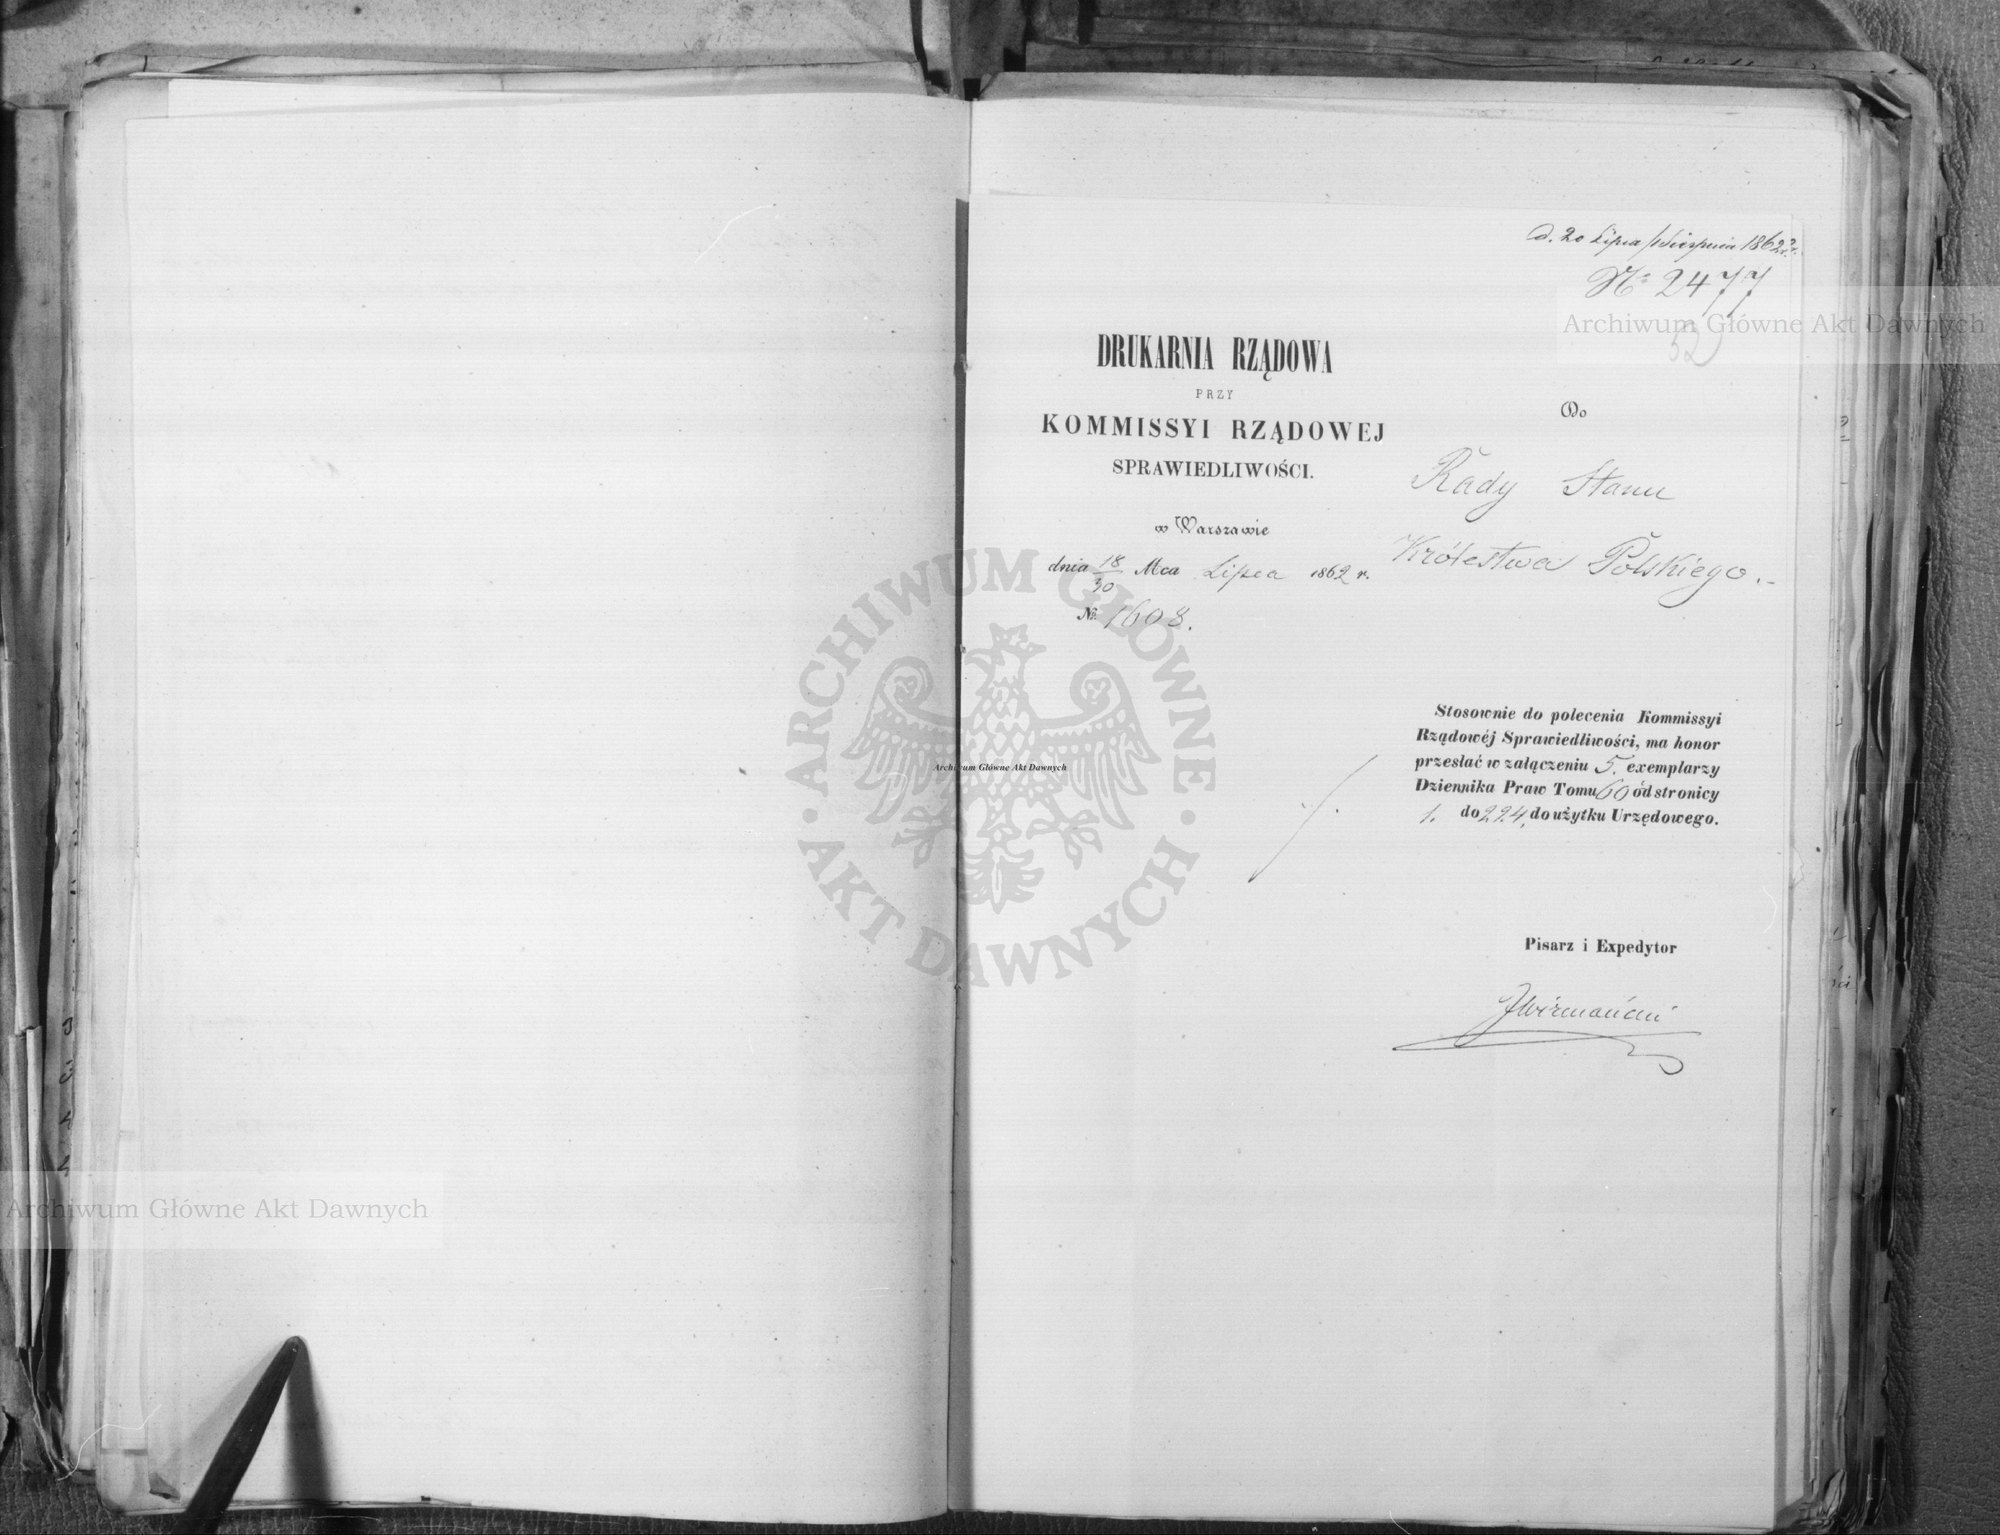 d. 20 Lipca/1 Sierpnia 1862 r.
№ 2477
52
DRUKARNIA RZĄDOWA
PRZY
KOMMISSYI RZĄDOWEJ
SPRAWIEDLIWOŚCI.
w Warszawie
dnia 18/30 Mca Lipca 1862 r.
№ 1608.
Do
Rady Stanu
Królestwa Polskiego.
Stosownie do polecenia Kommissyi
Rządowéj Sprawiedliwości, ma honor
przesłać w załączeniu 5. exemplarzy
Dziennika Praw Tomu 60 od stronicy
1. do 224, do użytku Urzędowego.
Pisarz i Expedytor
Archiwum Główne Akt Dawnych
Archiwum Główne Akt Dawnych
Archiwum Główne Akt Dawnych
ARCHIWUM GŁÓWNE · AKT DAWNYCH ·